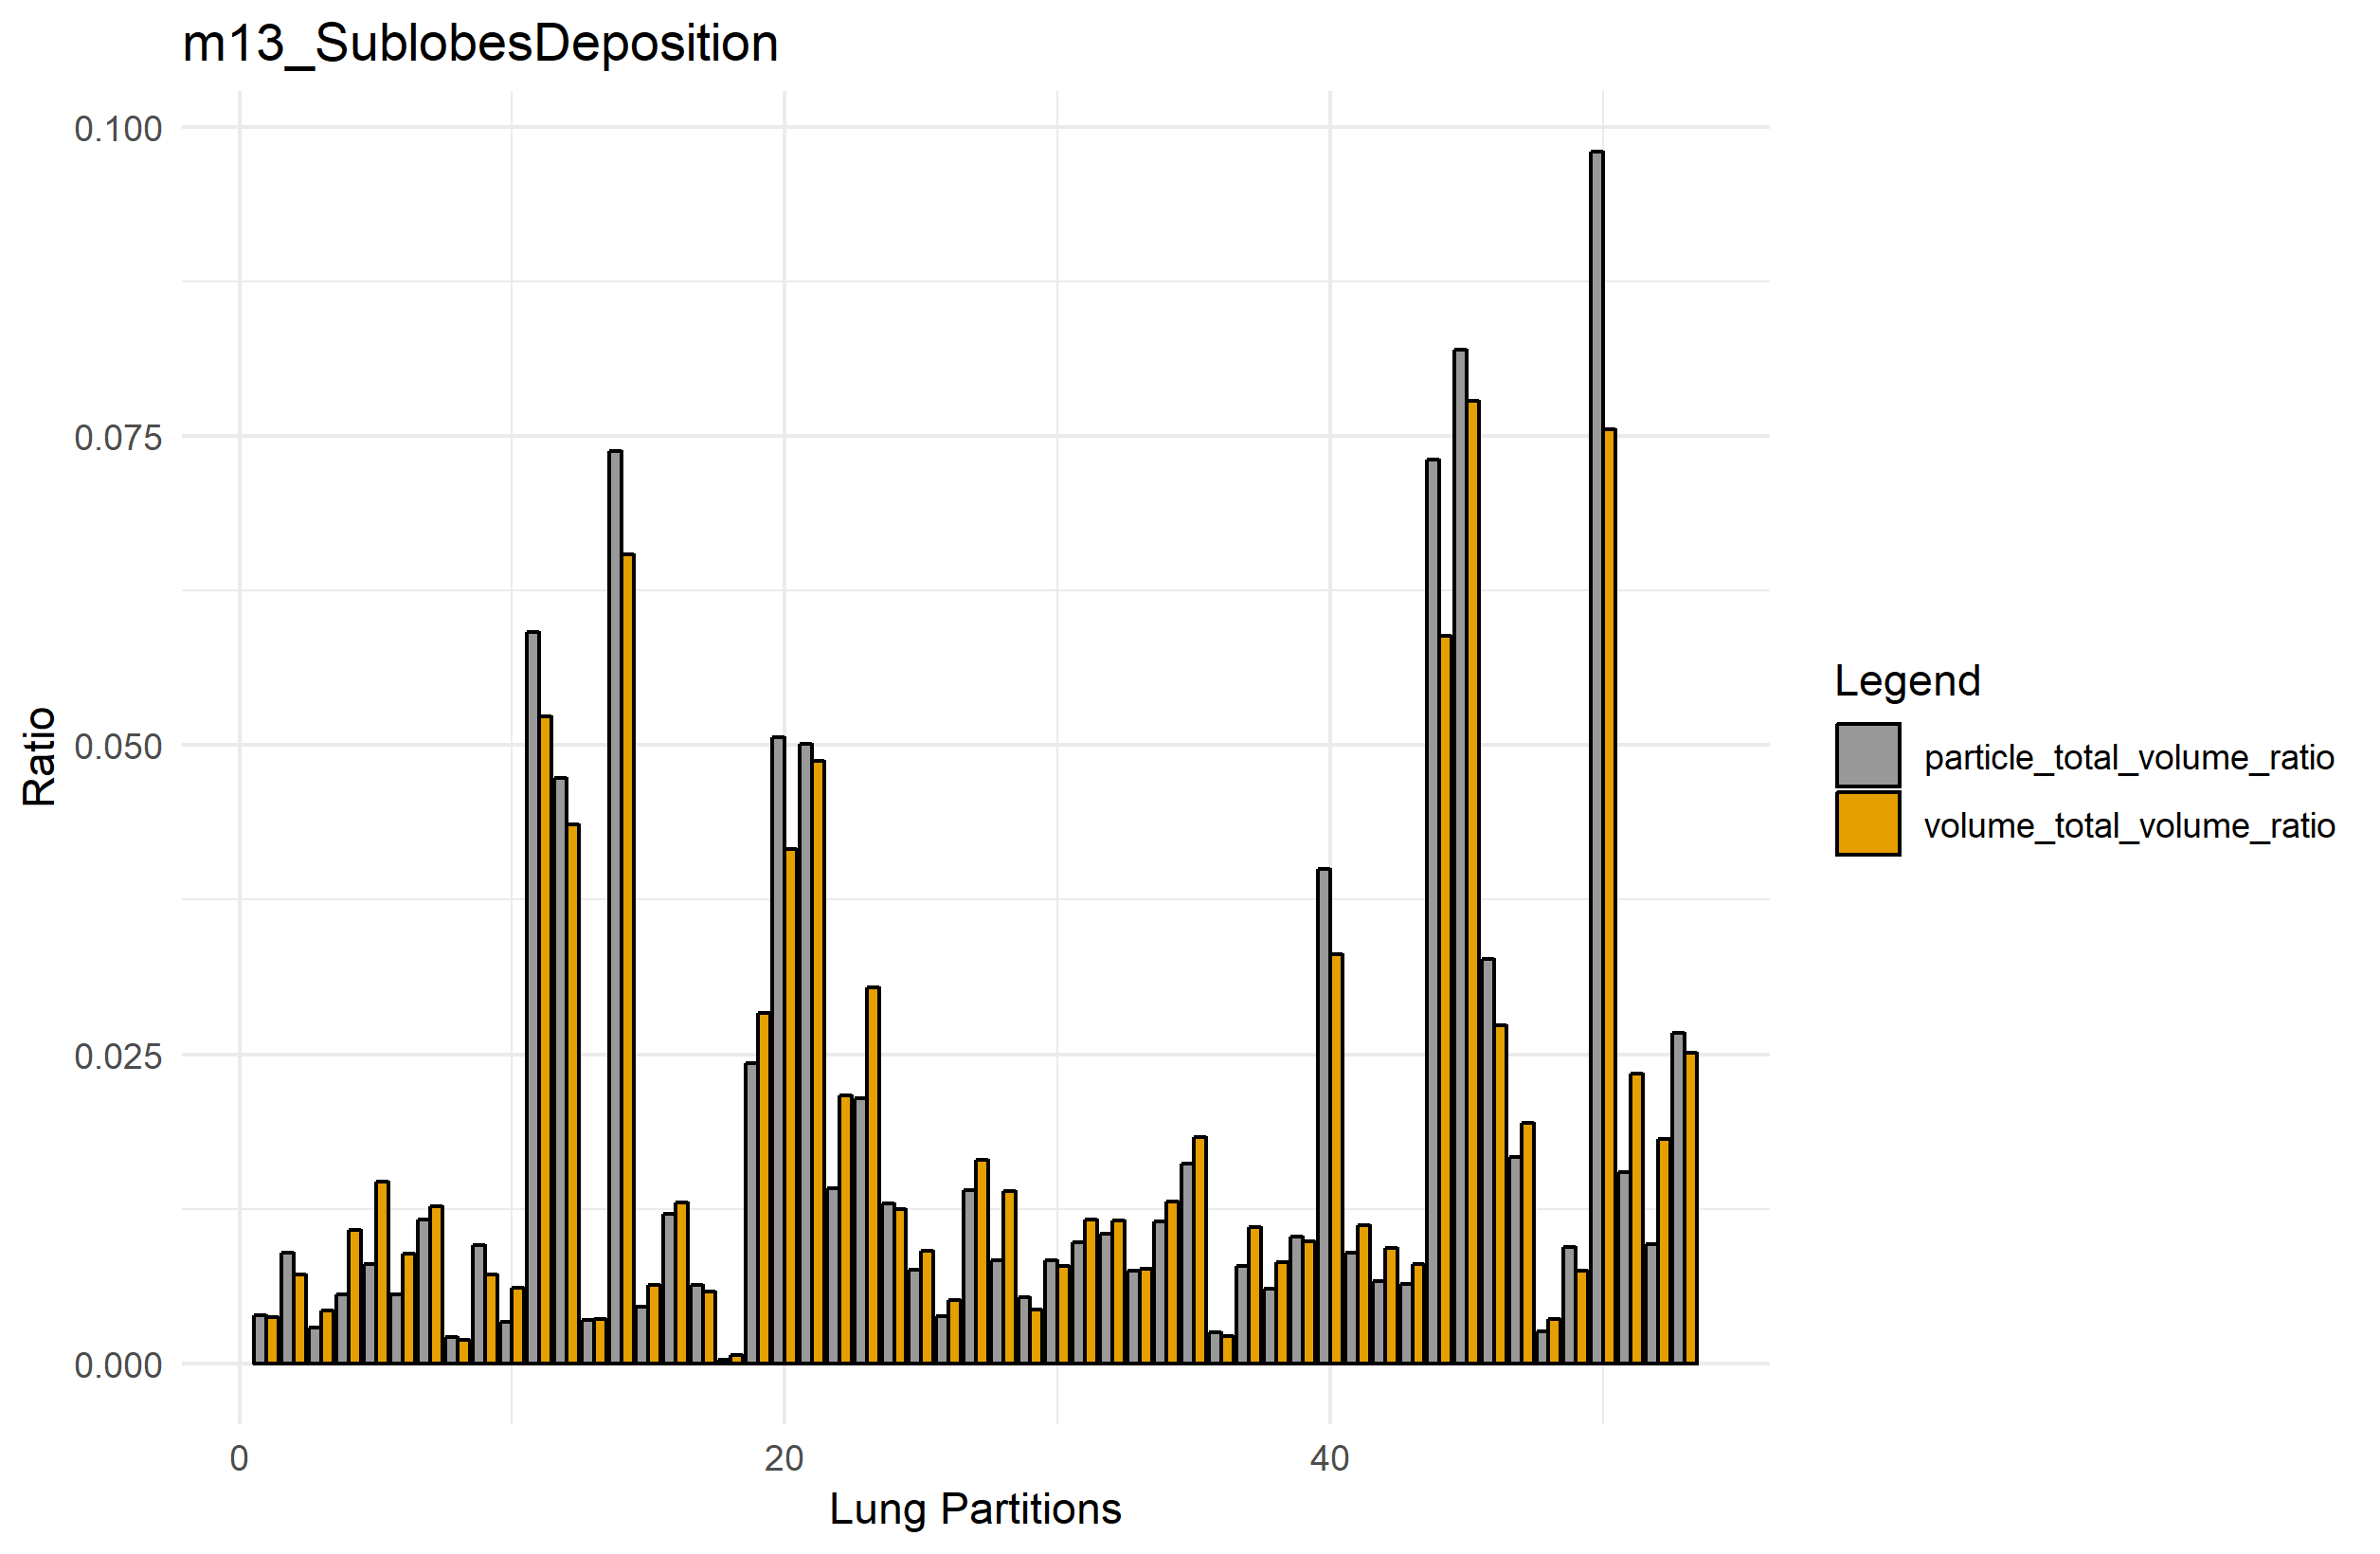 m13_SublobesDeposition
0.100
0.075
0.050
0.025
0.000
Ratio
0 20 40
Lung Partitions
Legend
particle_total_volume_ratio
volume_total_volume_ratio